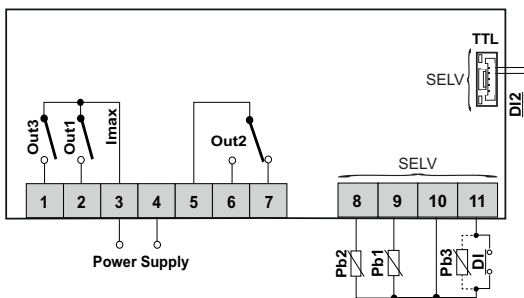 TTL
SELV
DI2
Out3
Out1
Imax
Out2
SELV
1 2 3 4 5 6 7 8 9 10 11
Power Supply
Pb2
Pb1
Pb3
DI